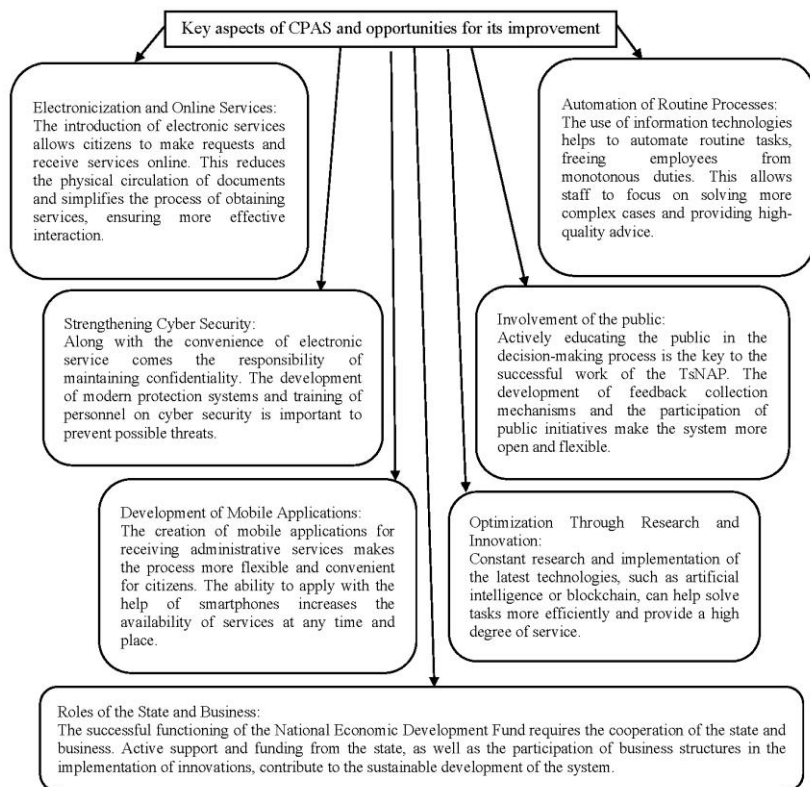 Key aspects of CPAS and opportunities for its improvement
Electronicization and Online Services:
The introduction of electronic services
allows citizens to make requests and
receive services online. This reduces
the physical circulation of documents
and simplifies the process of obtaining
services, ensuring more effective
interaction.
Automation of Routine Processes:
The use of information technologies
helps to automate routine tasks,
freeing employees from
monotonous duties. This allows
staff to focus on solving more
complex cases and providing high-
quality advice.
Strengthening Cyber Security:
Along with the convenience of electronic
service comes the responsibility of
maintaining confidentiality. The development
of modern protection systems and training of
personnel on cyber security is important to
prevent possible threats.
Involvement of the public:
Actively educating the public in the
decision-making process is the key to the
successful work of the TsNAP. The
development of feedback collection
mechanisms and the participation of
public initiatives make the system more
open and flexible.
Development of Mobile Applications:
The creation of mobile applications for
receiving administrative services makes
the process more flexible and convenient
for citizens. The ability to apply with the
help of smartphones increases the
availability of services at any time and
place.
Optimization Through Research and
Innovation:
Constant research and implementation of
the latest technologies, such as artificial
intelligence or blockchain, can help solve
tasks more efficiently and provide a high
degree of service.
Roles of the State and Business:
The successful functioning of the National Economic Development Fund requires the cooperation of the state and
business. Active support and funding from the state, as well as the participation of business structures in the
implementation of innovations, contribute to the sustainable development of the system.